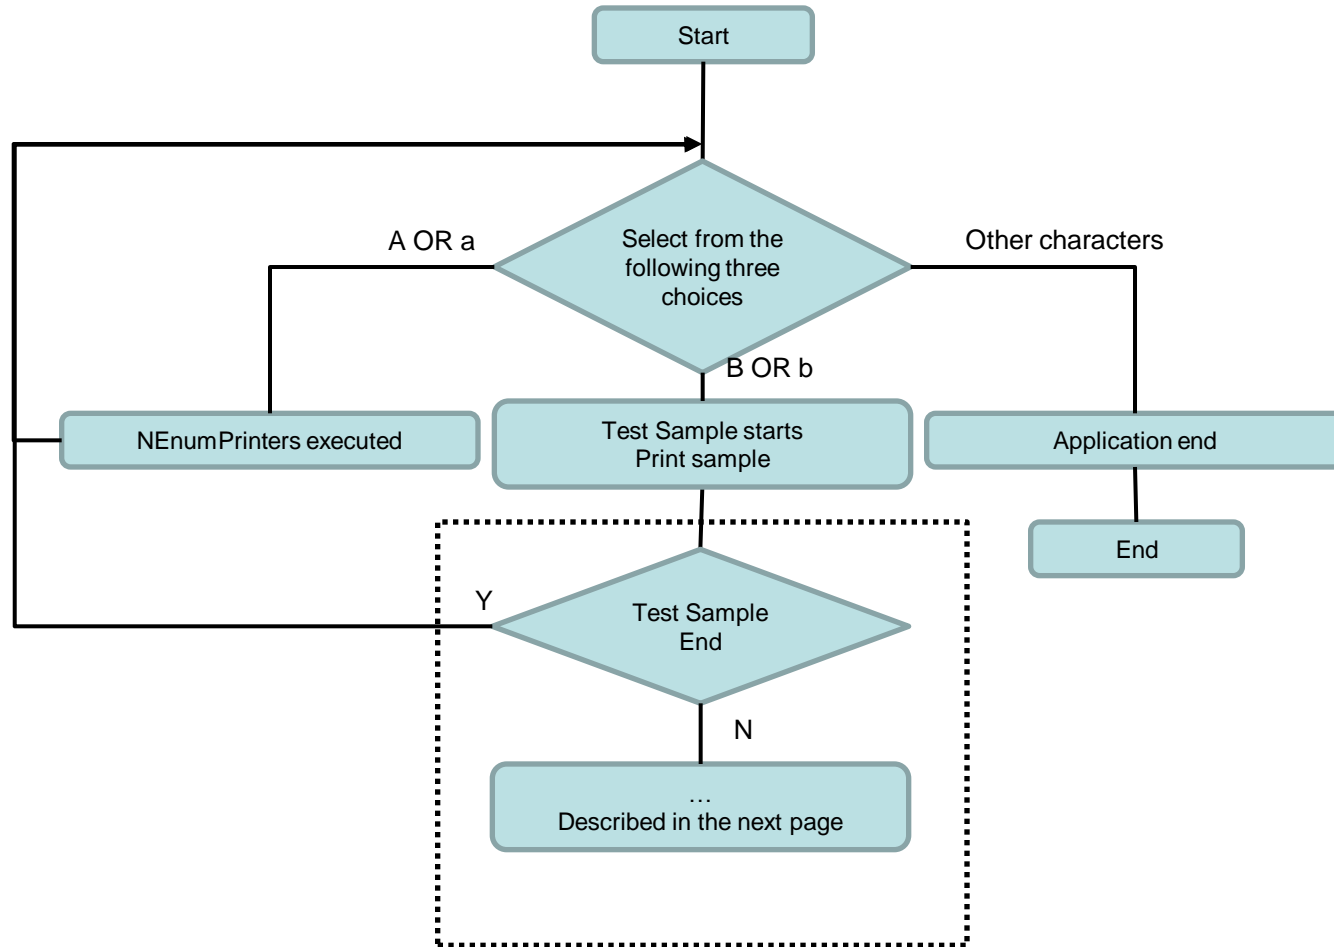 Start
A OR a
Select from the
following three
choices
Other characters
B OR b
NEnumPrinters executed
Test Sample starts
Print sample
Application end
End
Y
Test Sample
End
N
…
Described in the next page